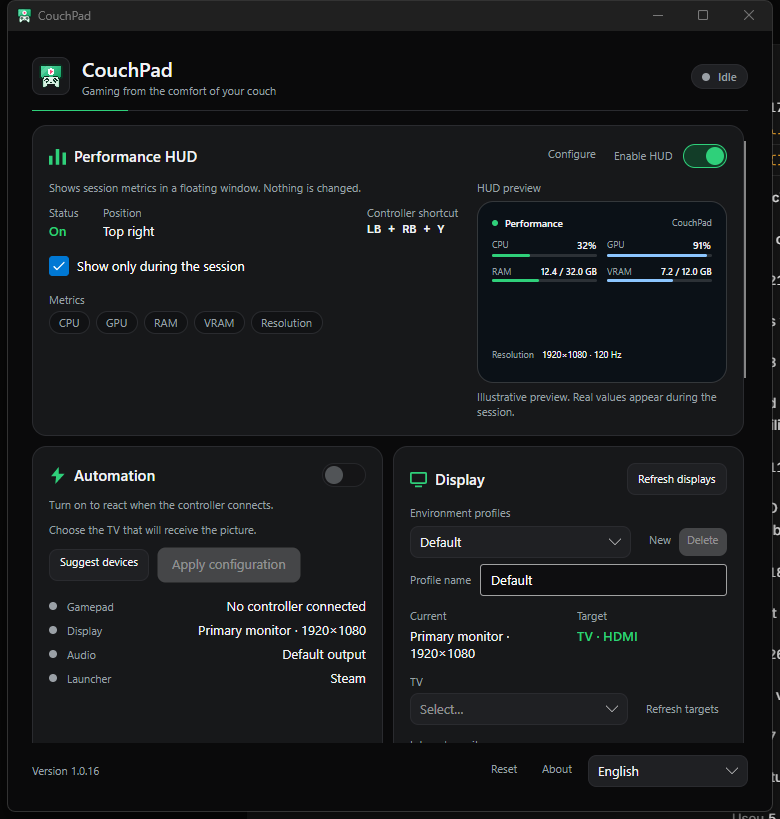 CouchPad
CouchPad
Gaming from the comfort of your couch
Idle
Performance HUD
Configure
Enable HUD
Shows session metrics in a floating window. Nothing is changed.
Status
Position
Controller shortcut
On
Top right
LB + RB + Y
Show only during the session
Metrics
CPU
GPU
RAM
VRAM
Resolution
HUD preview
Performance
CouchPad
CPU
32%
GPU
91%
RAM
12.4 / 32.0 GB
VRAM
7.2 / 12.0 GB
Resolution
1920×1080 · 120 Hz
Illustrative preview. Real values appear during the
session.
Automation
Turn on to react when the controller connects.
Choose the TV that will receive the picture.
Suggest devices
Apply configuration
Gamepad
No controller connected
Display
Primary monitor · 1920×1080
Audio
Default output
Launcher
Steam
Display
Refresh displays
Environment profiles
Default
New
Delete
Profile name
Default
Current
Target
Primary monitor ·
1920×1080
TV · HDMI
TV
Select...
Refresh targets
Version 1.0.16
Reset
About
English